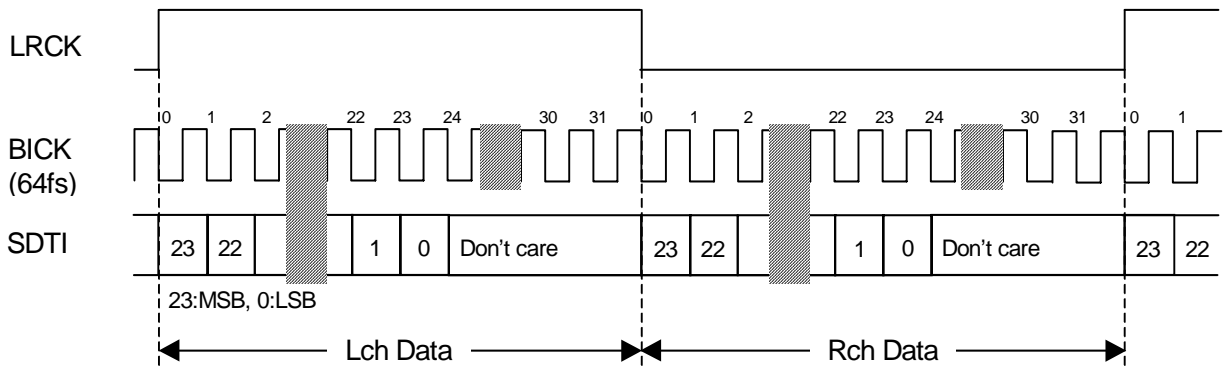 LRCK
0 1 2 22 23 24 30 31 0 1 2 22 23 24 30 31 0 1
BICK
(64fs)
SDTI 23 22 1 0 Don't care 23 22 1 0 Don't care 23 22
23:MSB, 0:LSB
Lch Data Rch Data